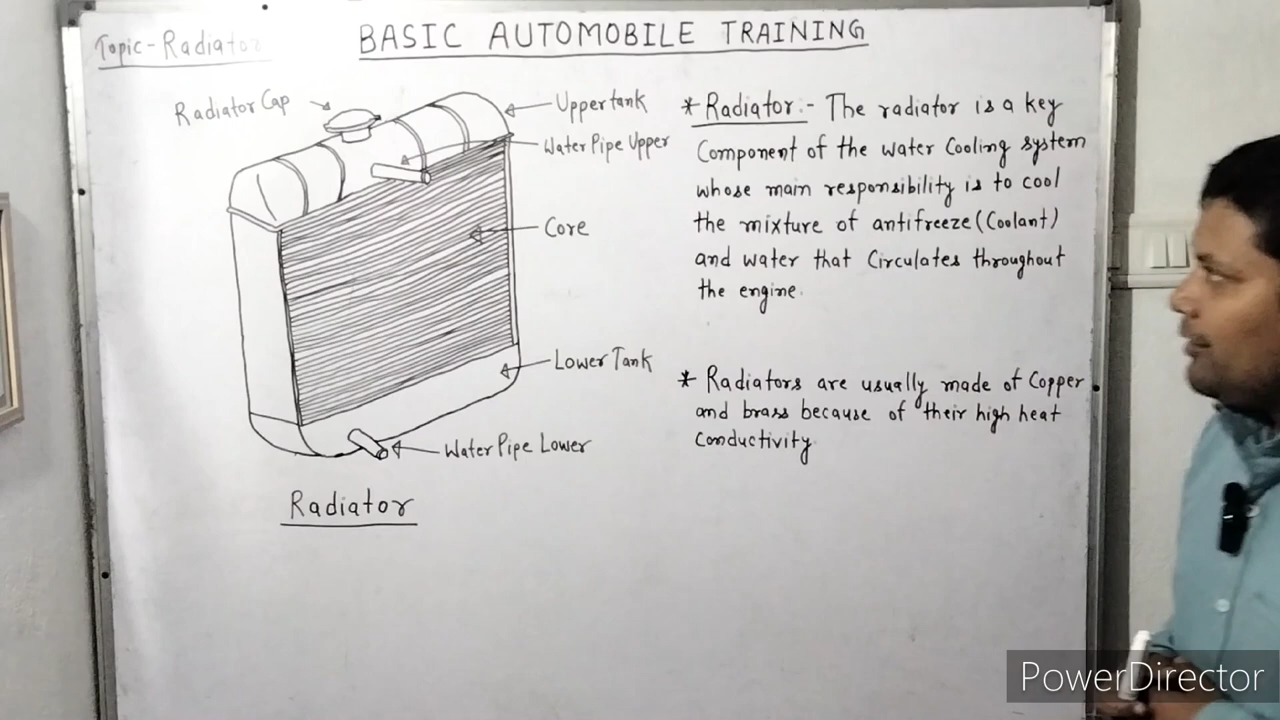 Topic-Radiator
BASIC AUTOMOBILE TRAINING
Radiator Cap
Upper tank
Water Pipe Upper
Core
Lower Tank
Water Pipe Lower
Radiator
* Radiator:- The radiator is a key
Component of the water Cooling system
whose main responsibility is to cool
the mixture of antifreeze (Coolant)
and water that Circulates throughout
the engine.
* Radiators are usually made of Copper
and brass because of their high heat
Conductivity.
PowerDirector